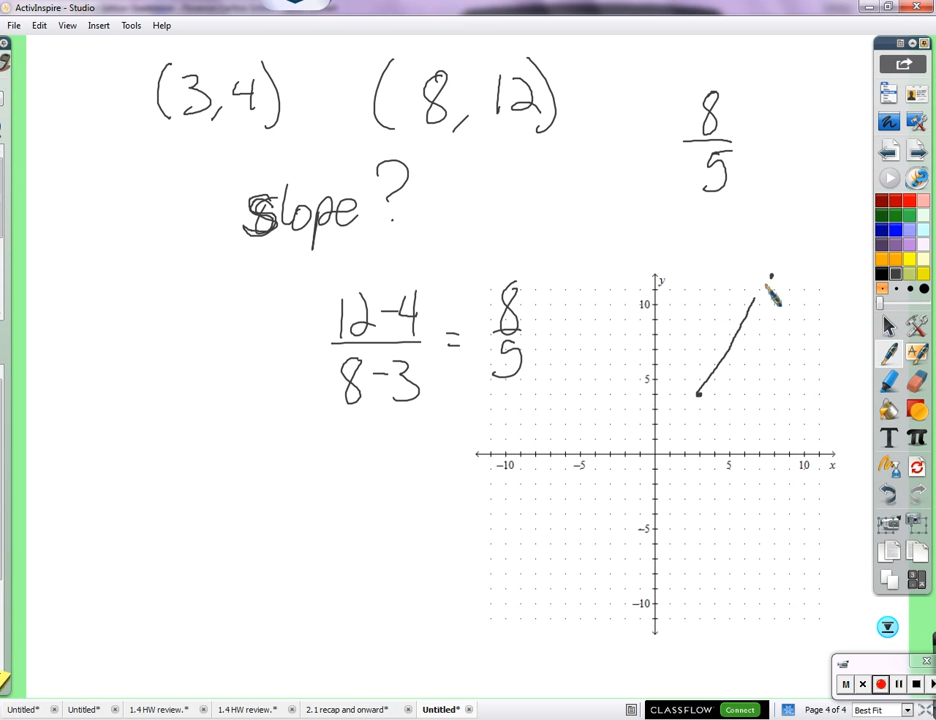 ActivInspire - Studio
File Edit View Insert Tools Help
(3,4) (8,12)
8
5
slope?
12-4
8-3
=
8
5
y
10
5
-10 -5 5 10 x
-5
-10
T π
M
Untitled* Untitled* 1.4 HW review.* 1.4 HW review.* 2.1 recap and onward* Untitled* CLASSFLOW Connect Page 4 of 4 Best Fit